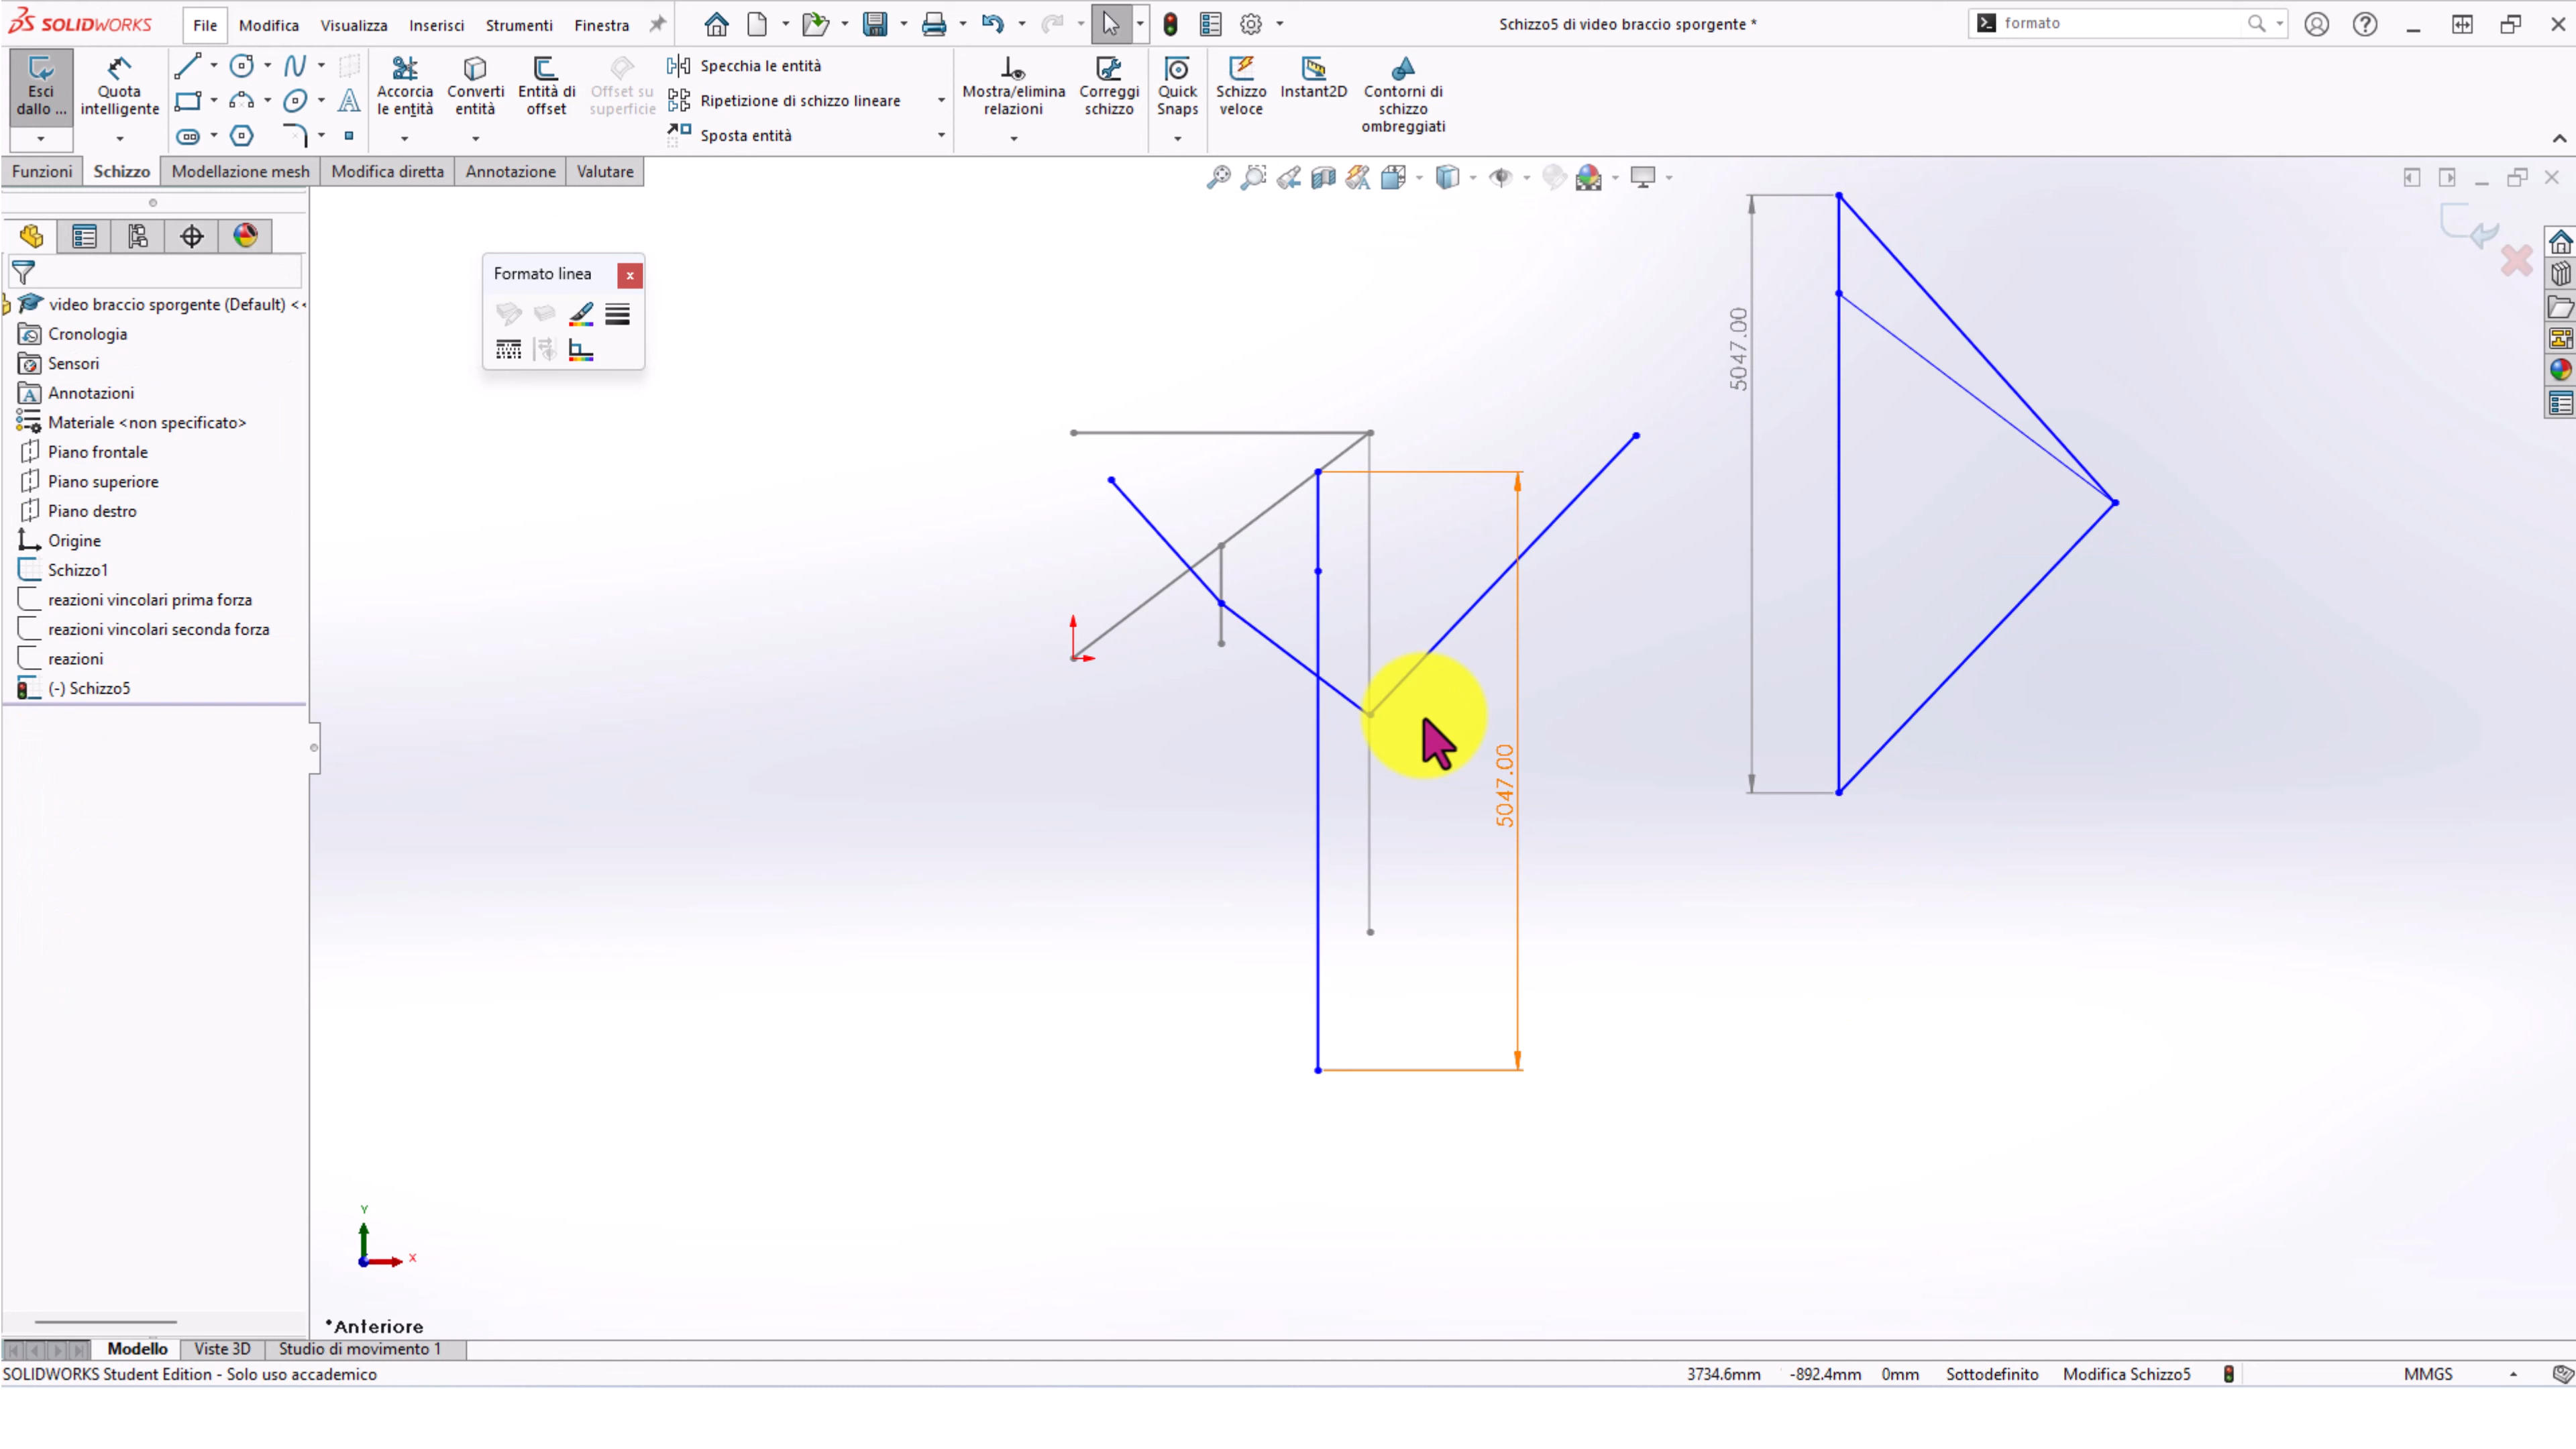 SOLIDWORKS File Modifica Visualizza Inserisci Strumenti Finestra Schizzo5 di video braccio sporgente * formato
Esci dallo ...
Quota intelligente
Accorcia le entità
Converti entità
Entità di offset
Offset su superficie
Specchia le entità
Ripetizione di schizzo lineare
Sposta entità
Mostra/elimina relazioni
Correggi schizzo
Quick Snaps
Schizzo veloce
Instant2D
Contorni di schizzo ombreggiati
Funzioni Schizzo Modellazione mesh Modifica diretta Annotazione Valutare
Formato linea
video braccio sporgente (Default) <
Cronologia
Sensori
Annotazioni
Materiale <non specificato>
Piano frontale
Piano superiore
Piano destro
Origine
Schizzo1
reazioni vincolari prima forza
reazioni vincolari seconda forza
reazioni
(-) Schizzo5
5047.00
5047.00
Y
X
*Anteriore
Modello Viste 3D Studio di movimento 1
SOLIDWORKS Student Edition - Solo uso accademico 3734.6mm -892.4mm 0mm Sottodefinito Modifica Schizzo5 MMGS